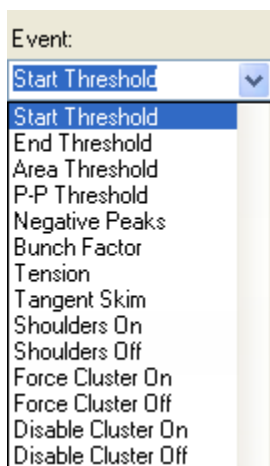 Event:
Start Threshold
Start Threshold
End Threshold
Area Threshold
P-P Threshold
Negative Peaks
Bunch Factor
Tension
Tangent Skim
Shoulders On
Shoulders Off
Force Cluster On
Force Cluster Off
Disable Cluster On
Disable Cluster Off